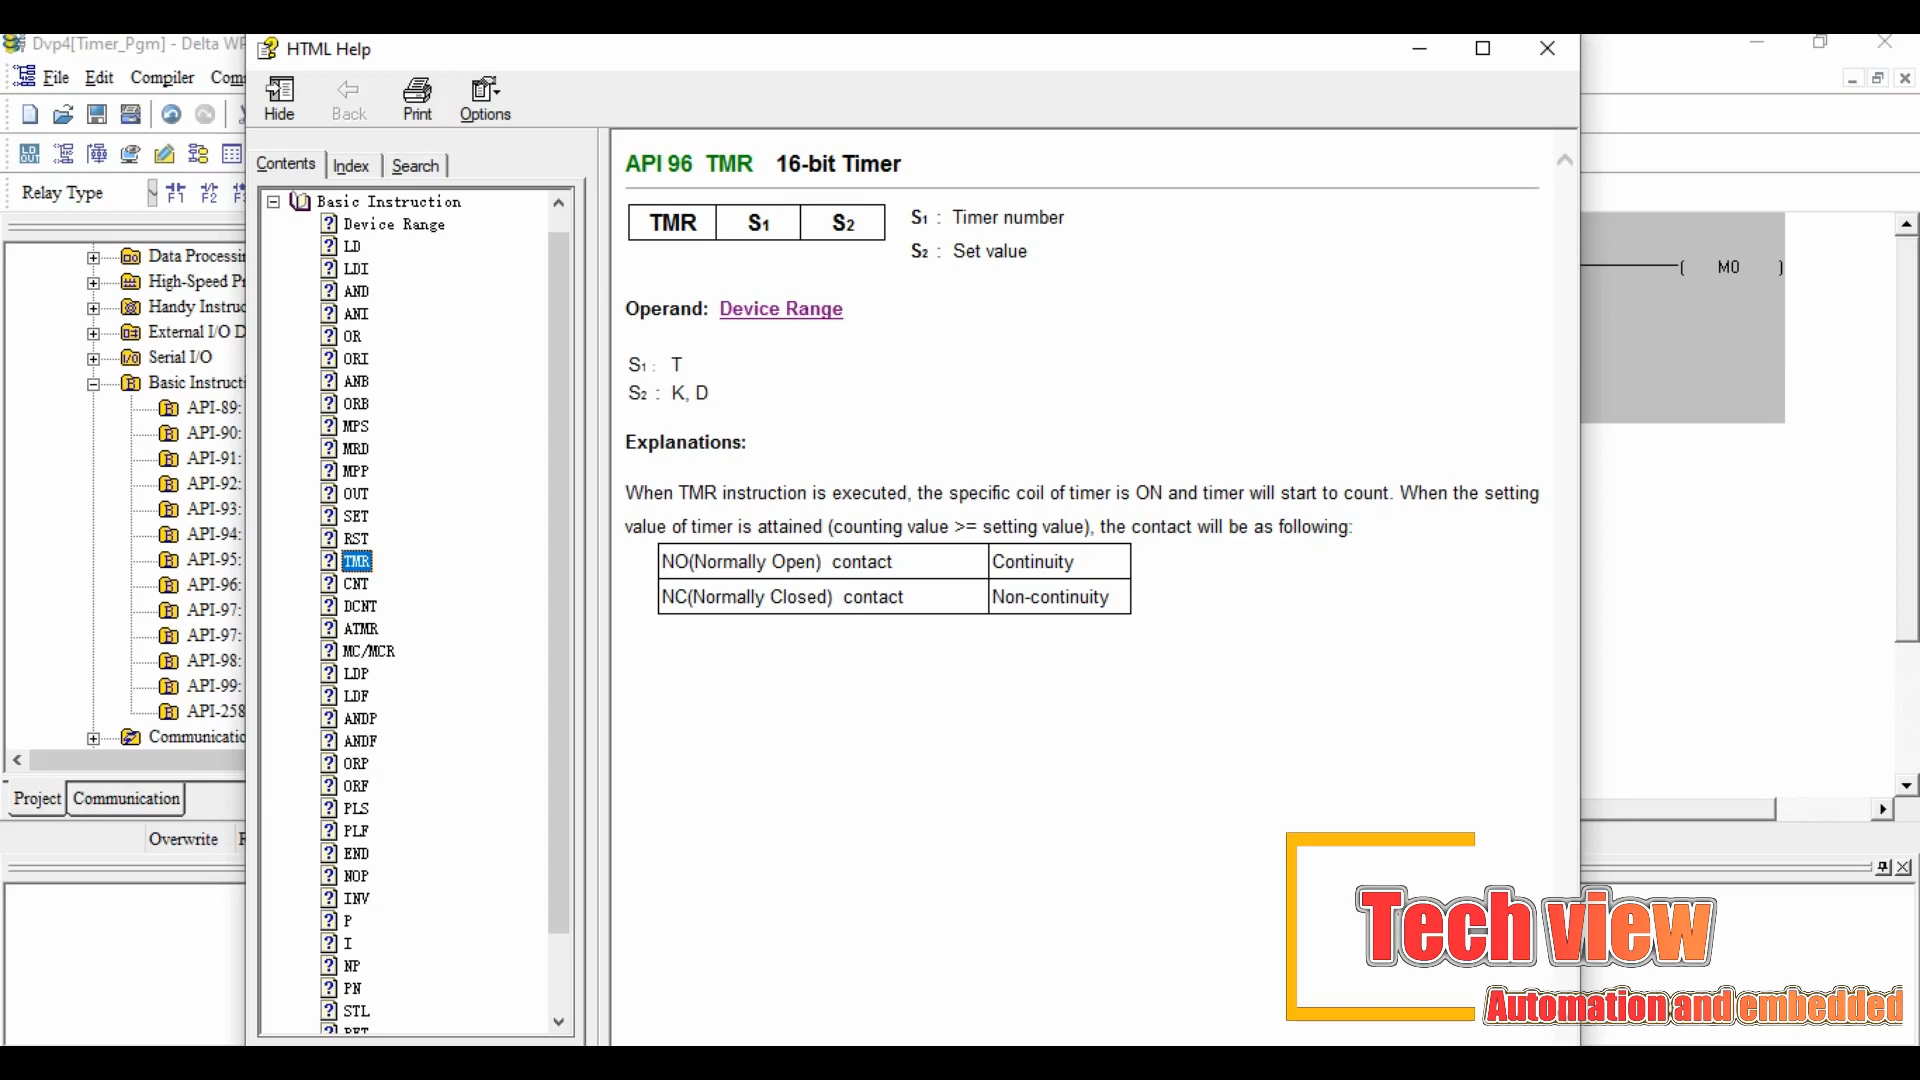 Dvp4[Timer_Pgm] - Delta WP
File Edit Compiler Com
Relay Type
F1 F2
Data Processin
High-Speed Pr
Handy Instruc
External I/O D
Serial I/O
Basic Instructi
API-89:
API-90:
API-91:
API-92:
API-93:
API-94:
API-95:
API-96:
API-97:
API-97:
API-98:
API-99:
API-258
Communicatio
Project Communication
Overwrite
HTML Help
Hide Back Print Options
Contents Index Search
Basic Instruction
Device Range
LD
LDI
AND
ANI
OR
ORI
ANB
ORB
MPS
MRD
MPP
OUT
SET
RST
TMR
CNT
DCNT
ATMR
MC/MCR
LDP
LDF
ANDP
ANDF
ORP
ORF
PLS
PLF
END
NOP
INV
P
I
NP
PN
STL
RET
API 96 TMR 16-bit Timer
TMR S1 S2
S1 : Timer number
S2 : Set value
Operand: Device Range
S1 : T
S2 : K, D
Explanations:
When TMR instruction is executed, the specific coil of timer is ON and timer will start to count. When the setting
value of timer is attained (counting value >= setting value), the contact will be as following:
NO(Normally Open) contact Continuity
NC(Normally Closed) contact Non-continuity
M0
Tech view
Automation and embedded